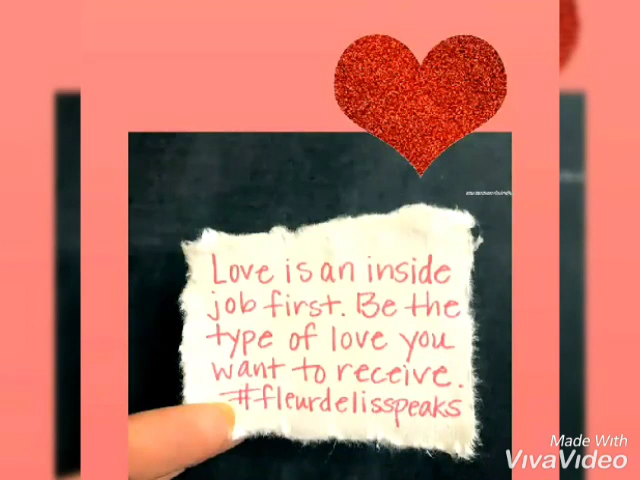 Love is an inside
job first. Be the
type of love you
want to receive.
#fleurdelisspeaks
Made With
VivaVideo